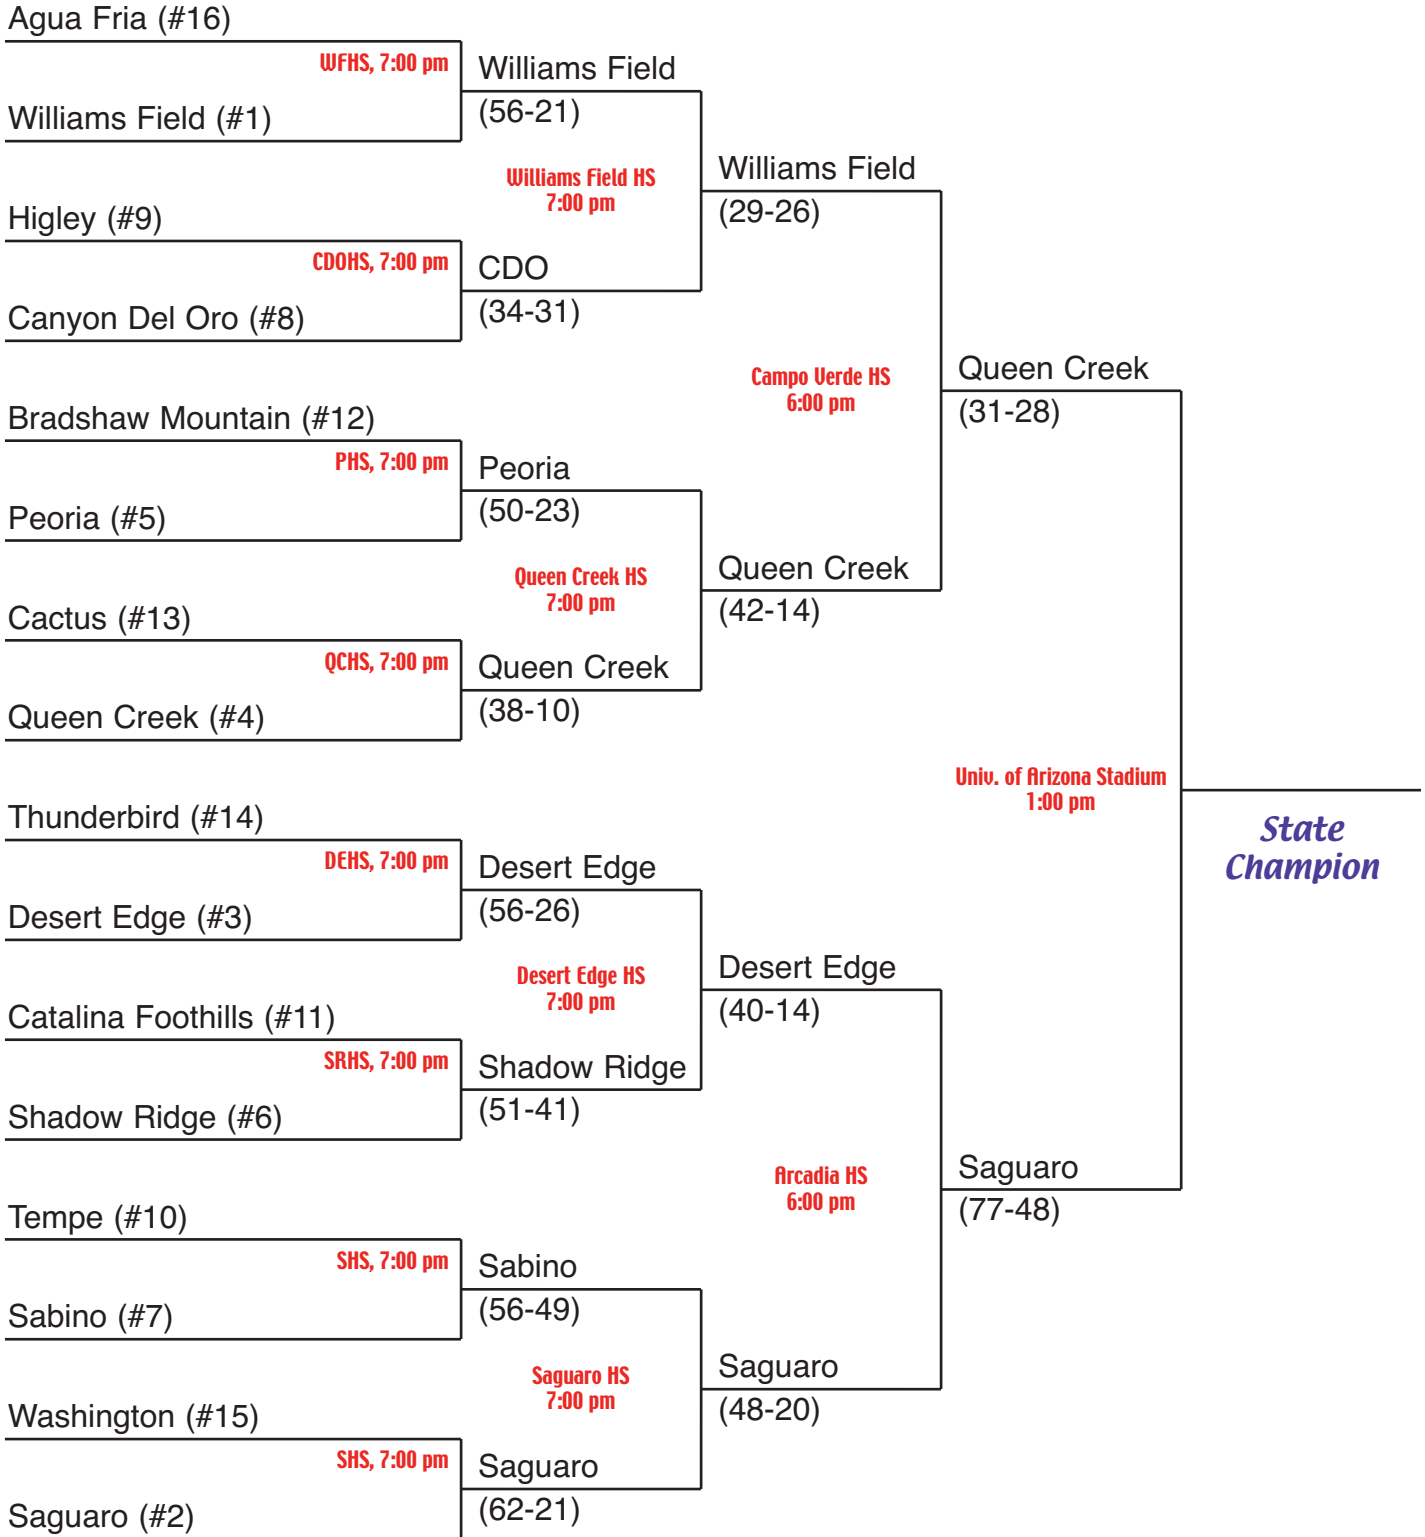 Agua Fria (#16)
WFHS, 7:00 pm
Williams Field (#1)
Higley (#9)
CDOHS, 7:00 pm
Canyon Del Oro (#8)
Bradshaw Mountain (#12)
PHS, 7:00 pm
Peoria (#5)
Cactus (#13)
QCHS, 7:00 pm
Queen Creek (#4)
Thunderbird (#14)
DEHS, 7:00 pm
Desert Edge (#3)
Catalina Foothills (#11)
SRHS, 7:00 pm
Shadow Ridge (#6)
Tempe (#10)
SHS, 7:00 pm
Sabino (#7)
Washington (#15)
SHS, 7:00 pm
Saguaro (#2)
Williams Field
(56-21)
Williams Field HS
7:00 pm
CDO
(34-31)
Peoria
(50-23)
Queen Creek HS
7:00 pm
Queen Creek
(38-10)
Desert Edge
(56-26)
Desert Edge HS
7:00 pm
Shadow Ridge
(51-41)
Sabino
(56-49)
Saguaro HS
7:00 pm
Saguaro
(62-21)
Williams Field
(29-26)
Campo Verde HS
6:00 pm
Queen Creek
(42-14)
Desert Edge
(40-14)
Arcadia HS
6:00 pm
Saguaro
(48-20)
Queen Creek
(31-28)
Univ. of Arizona Stadium
1:00 pm
Saguaro
(77-48)
State
Champion